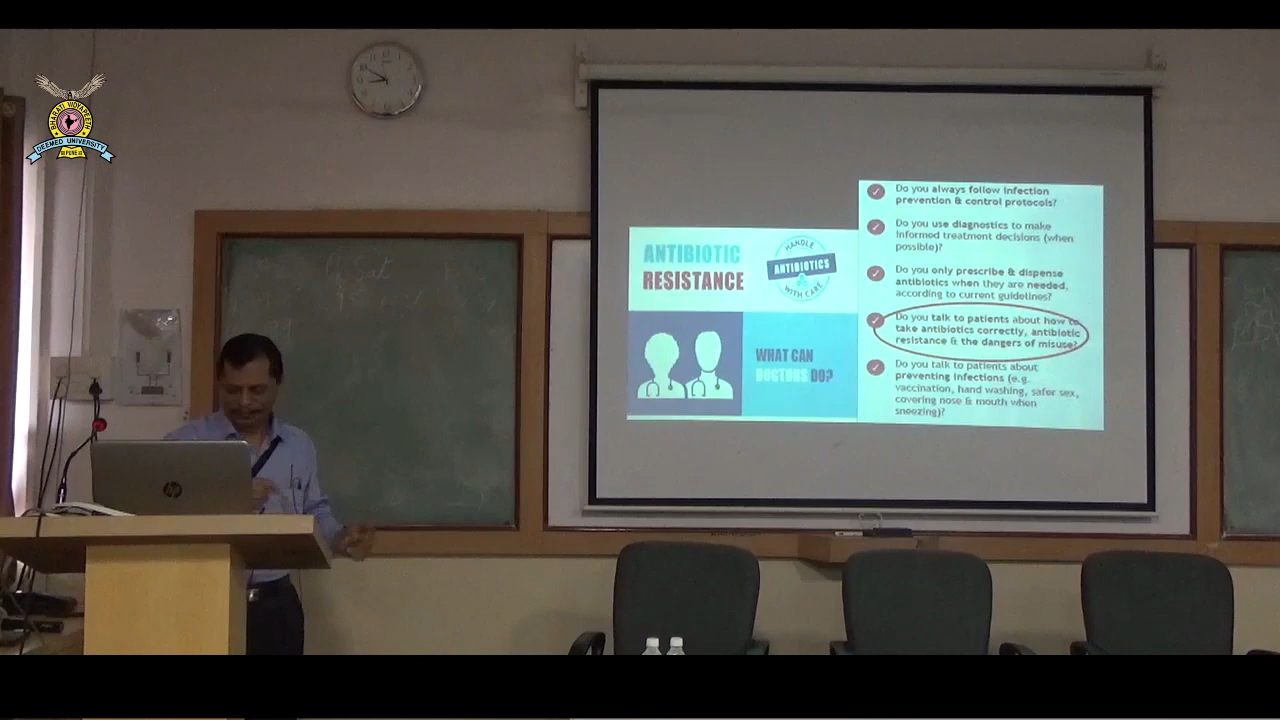 BHARATI VIDYAPEETH
DEEMED UNIVERSITY
PUNE
ANTIBIOTIC
RESISTANCE
HANDLE
ANTIBIOTICS
WITH CARE
WHAT CAN
DOCTORS DO?
Do you always follow infection
prevention & control protocols?
Do you use diagnostics to make
informed treatment decisions (when
possible)?
Do you only prescribe & dispense
antibiotics when they are needed,
according to current guidelines?
Do you talk to patients about how to
take antibiotics correctly, antibiotic
resistance & the dangers of misuse?
Do you talk to patients about
preventing infections (e.g.
vaccination, hand washing, safer sex,
covering nose & mouth when
sneezing)?
hp